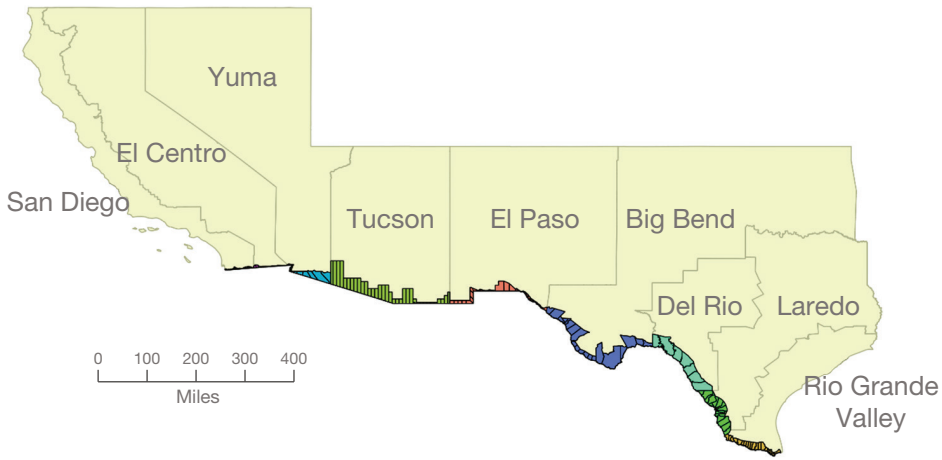 Yuma
El Centro
San Diego
Tucson
El Paso
Big Bend
Del Rio
Laredo
Rio Grande
Valley
0 100 200 300 400
Miles